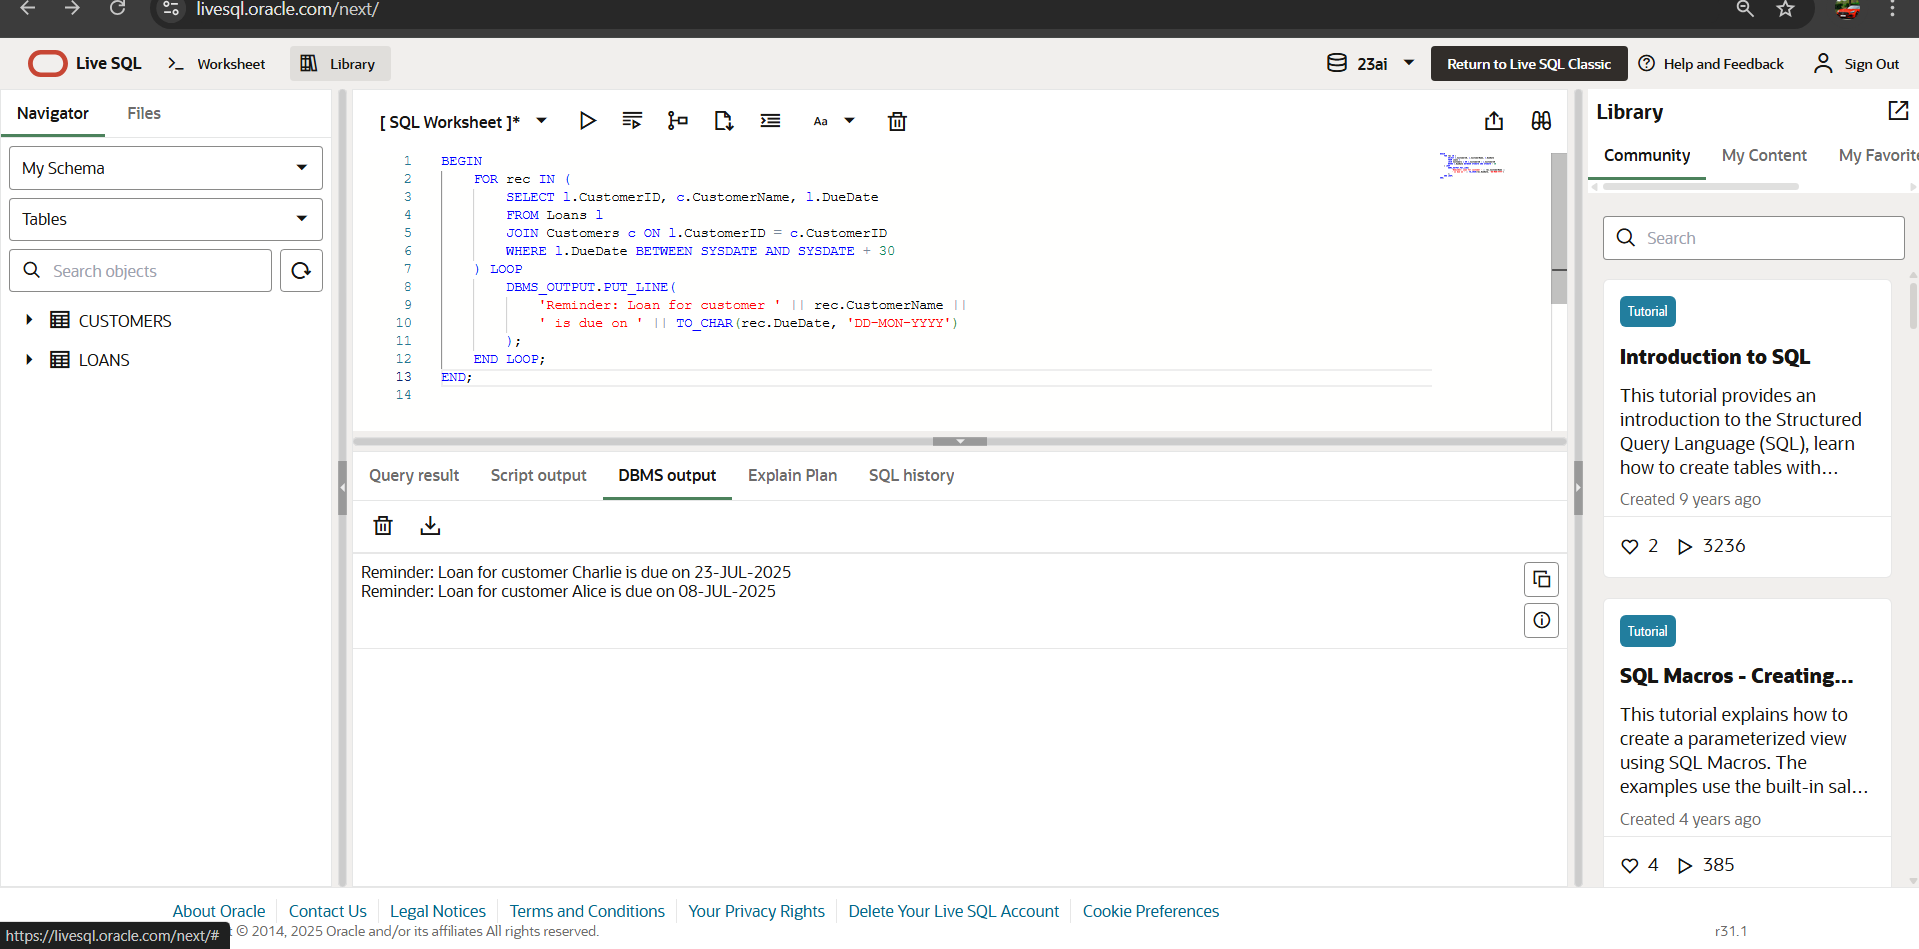 livesql.oracle.com/next/
Live SQL
Worksheet
Library
23ai
Return to Live SQL Classic
Help and Feedback
Sign Out
Navigator
Files
My Schema
Tables
Search objects
CUSTOMERS
LOANS
[ SQL Worksheet ]*
Aa
1 BEGIN
2 FOR rec IN (
3 SELECT l.CustomerID, c.CustomerName, l.DueDate
4 FROM Loans l
5 JOIN Customers c ON l.CustomerID = c.CustomerID
6 WHERE l.DueDate BETWEEN SYSDATE AND SYSDATE + 30
7 ) LOOP
8 DBMS_OUTPUT.PUT_LINE(
9 'Reminder: Loan for customer ' || rec.CustomerName ||
10 ' is due on ' || TO_CHAR(rec.DueDate, 'DD-MON-YYYY')
11 );
12 END LOOP;
13 END;
14
Query result
Script output
DBMS output
Explain Plan
SQL history
Reminder: Loan for customer Charlie is due on 23-JUL-2025
Reminder: Loan for customer Alice is due on 08-JUL-2025
Library
Community
My Content
My Favorite
Search
Tutorial
Introduction to SQL
This tutorial provides an
introduction to the Structured
Query Language (SQL), learn
how to create tables with...
Created 9 years ago
2 3236
Tutorial
SQL Macros - Creating...
This tutorial explains how to
create a parameterized view
using SQL Macros. The
examples use the built-in sal...
Created 4 years ago
4 385
About Oracle
Contact Us
Legal Notices
Terms and Conditions
Your Privacy Rights
Delete Your Live SQL Account
Cookie Preferences
https://livesql.oracle.com/next/#
© 2014, 2025 Oracle and/or its affiliates All rights reserved.
r31.1